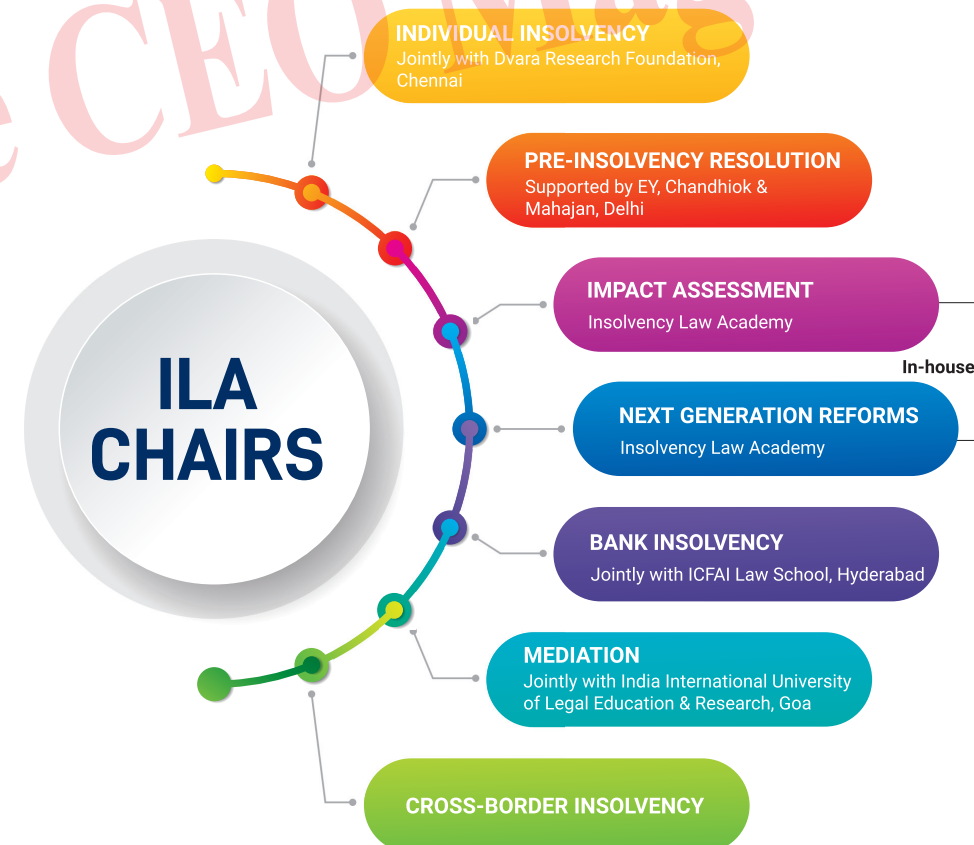 e CEO Mag
INDIVIDUAL INSOLVENCY
Jointly with Dvara Research Foundation,
Chennai
PRE-INSOLVENCY RESOLUTION
Supported by EY, Chandhiok &
Mahajan, Delhi
IMPACT ASSESSMENT
Insolvency Law Academy
In-house
NEXT GENERATION REFORMS
Insolvency Law Academy
ILA
CHAIRS
BANK INSOLVENCY
Jointly with ICFAI Law School, Hyderabad
MEDIATION
Jointly with India International University
of Legal Education & Research, Goa
CROSS-BORDER INSOLVENCY